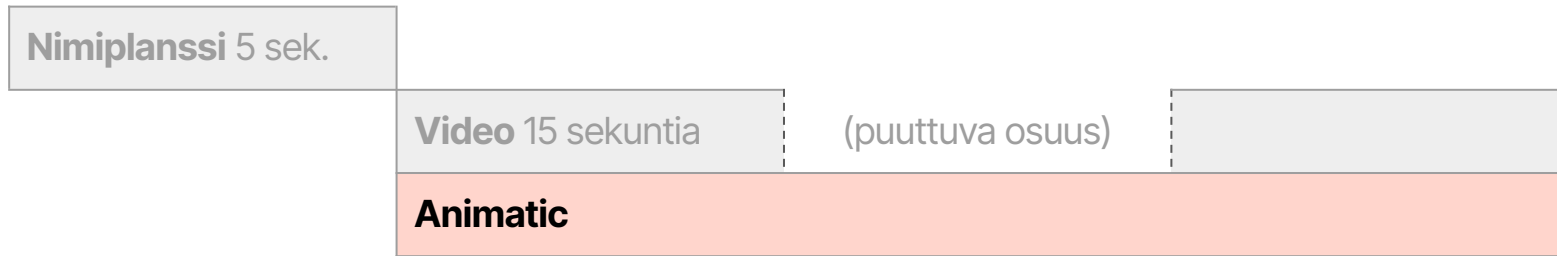 Nimiplanssi 5 sek.
Video 15 sekuntia
(puuttuva osuus)
Animatic